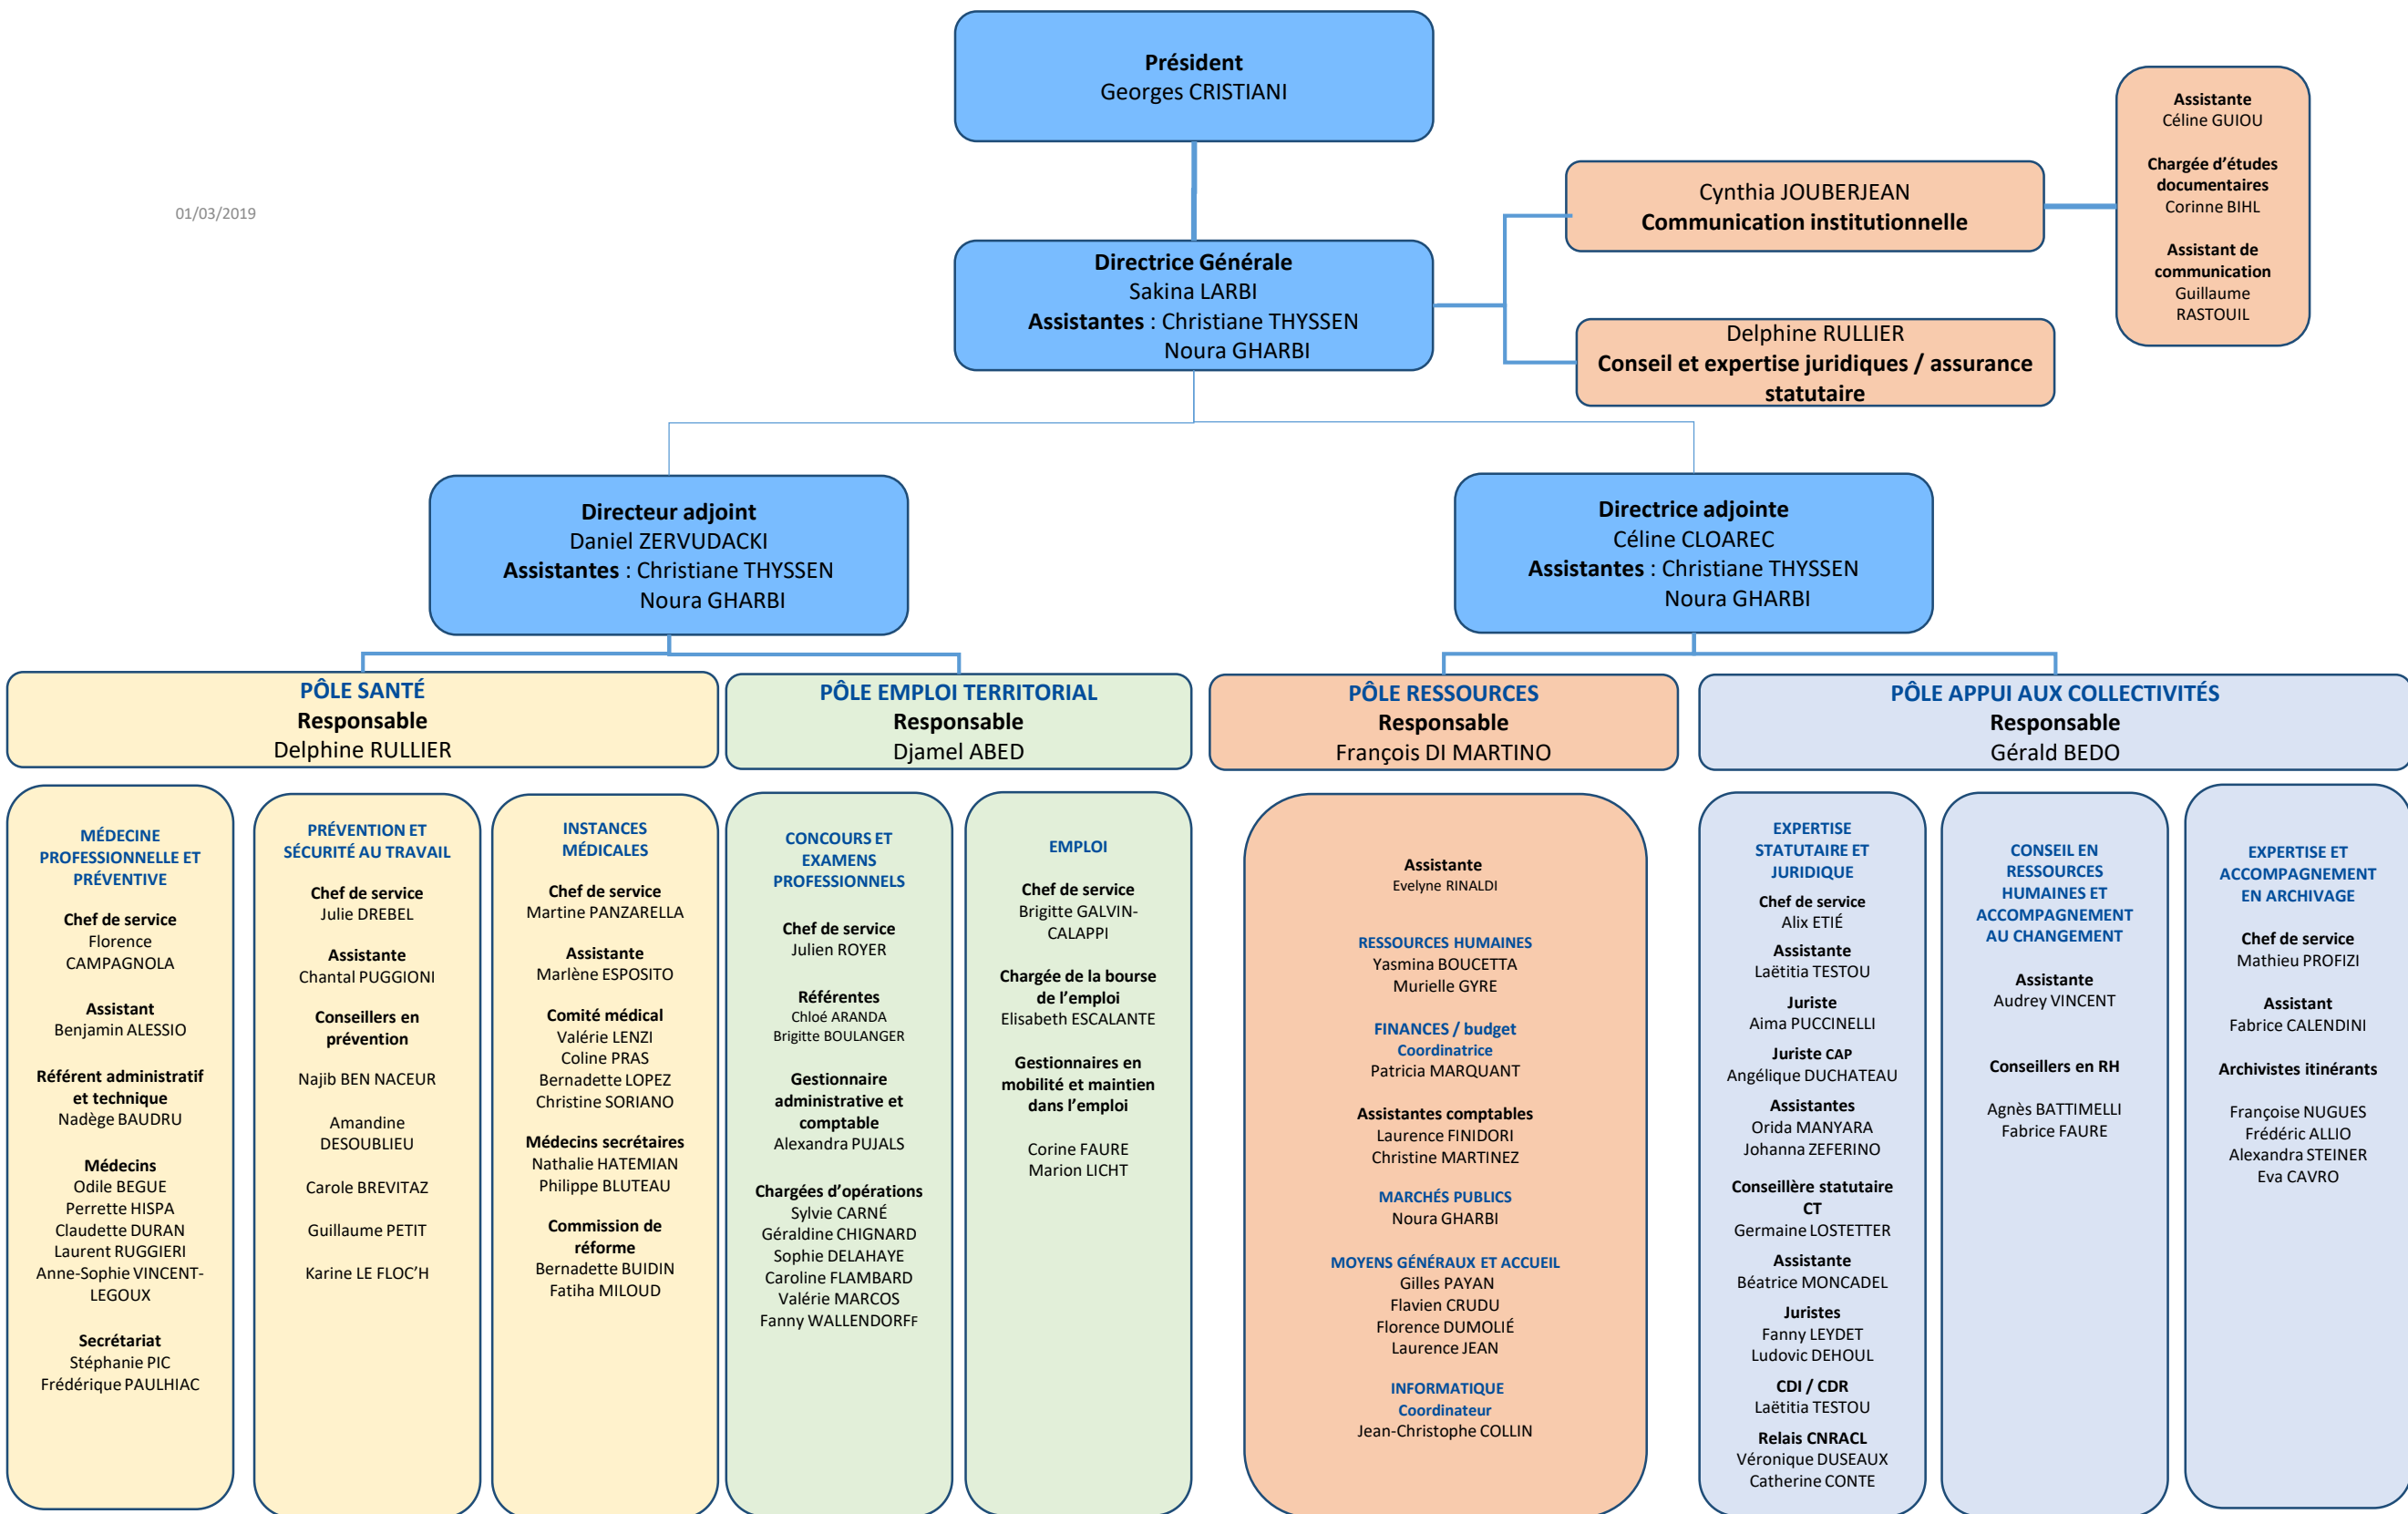 Président
Georges CRISTIANI
01/03/2019
Directrice Générale
Sakina LARBI
Assistantes : Christiane THYSSEN
Noura GHARBI
Cynthia JOUBERJEAN
Communication institutionnelle
Assistante
Céline GUIOU
Chargée d’études
documentaires
Corinne BIHL
Assistant de
communication
Guillaume
RASTOUIL
Delphine RULLIER
Conseil et expertise juridiques / assurance
statutaire
Directeur adjoint
Daniel ZERVUDACKI
Assistantes : Christiane THYSSEN
Noura GHARBI
Directrice adjointe
Céline CLOAREC
Assistantes : Christiane THYSSEN
Noura GHARBI
PÔLE SANTÉ
Responsable
Delphine RULLIER
PÔLE EMPLOI TERRITORIAL
Responsable
Djamel ABED
PÔLE RESSOURCES
Responsable
François DI MARTINO
PÔLE APPUI AUX COLLECTIVITÉS
Responsable
Gérald BEDO
MÉDECINE
PROFESSIONNELLE ET
PRÉVENTIVE
Chef de service
Florence
CAMPAGNOLA
Assistant
Benjamin ALESSIO
Référent administratif
et technique
Nadège BAUDRU
Médecins
Odile BEGUE
Perrette HISPA
Claudette DURAN
Laurent RUGGIERI
Anne-Sophie VINCENT-
LEGOUX
Secrétariat
Stéphanie PIC
Frédérique PAULHIAC
PRÉVENTION ET
SÉCURITÉ AU TRAVAIL
Chef de service
Julie DREBEL
Assistante
Chantal PUGGIONI
Conseillers en
prévention
Najib BEN NACEUR
Amandine
DESOUBLIEU
Carole BREVITAZ
Guillaume PETIT
Karine LE FLOC’H
INSTANCES
MÉDICALES
Chef de service
Martine PANZARELLA
Assistante
Marlène ESPOSITO
Comité médical
Valérie LENZI
Coline PRAS
Bernadette LOPEZ
Christine SORIANO
Médecins secrétaires
Nathalie HATEMIAN
Philippe BLUTEAU
Commission de
réforme
Bernadette BUIDIN
Fatiha MILOUD
CONCOURS ET
EXAMENS
PROFESSIONNELS
Chef de service
Julien ROYER
Référentes
Chloé ARANDA
Brigitte BOULANGER
Gestionnaire
administrative et
comptable
Alexandra PUJALS
Chargées d’opérations
Sylvie CARNÉ
Géraldine CHIGNARD
Sophie DELAHAYE
Caroline FLAMBARD
Valérie MARCOS
Fanny WALLENDORFF
EMPLOI
Chef de service
Brigitte GALVIN-
CALAPPI
Chargée de la bourse
de l’emploi
Elisabeth ESCALANTE
Gestionnaires en
mobilité et maintien
dans l’emploi
Corine FAURE
Marion LICHT
Assistante
Evelyne RINALDI
RESSOURCES HUMAINES
Yasmina BOUCETTA
Murielle GYRE
FINANCES / budget
Coordinatrice
Patricia MARQUANT
Assistantes comptables
Laurence FINIDORI
Christine MARTINEZ
MARCHÉS PUBLICS
Noura GHARBI
MOYENS GÉNÉRAUX ET ACCUEIL
Gilles PAYAN
Flavien CRUDU
Florence DUMOLIÉ
Laurence JEAN
INFORMATIQUE
Coordinateur
Jean-Christophe COLLIN
EXPERTISE
STATUTAIRE ET
JURIDIQUE
Chef de service
Alix ETIÉ
Assistante
Laëtitia TESTOU
Juriste
Aima PUCCINELLI
Juriste CAP
Angélique DUCHATEAU
Assistantes
Orida MANYARA
Johanna ZEFERINO
Conseillère statutaire
CT
Germaine LOSTETTER
Assistante
Béatrice MONCADEL
Juristes
Fanny LEYDET
Ludovic DEHOUL
CDI / CDR
Laëtitia TESTOU
Relais CNRACL
Véronique DUSEAUX
Catherine CONTE
CONSEIL EN
RESSOURCES
HUMAINES ET
ACCOMPAGNEMENT
AU CHANGEMENT
Assistante
Audrey VINCENT
Conseillers en RH
Agnès BATTIMELLI
Fabrice FAURE
EXPERTISE ET
ACCOMPAGNEMENT
EN ARCHIVAGE
Chef de service
Mathieu PROFIZI
Assistant
Fabrice CALENDINI
Archivistes itinérants
Françoise NUGUES
Frédéric ALLIO
Alexandra STEINER
Eva CAVRO